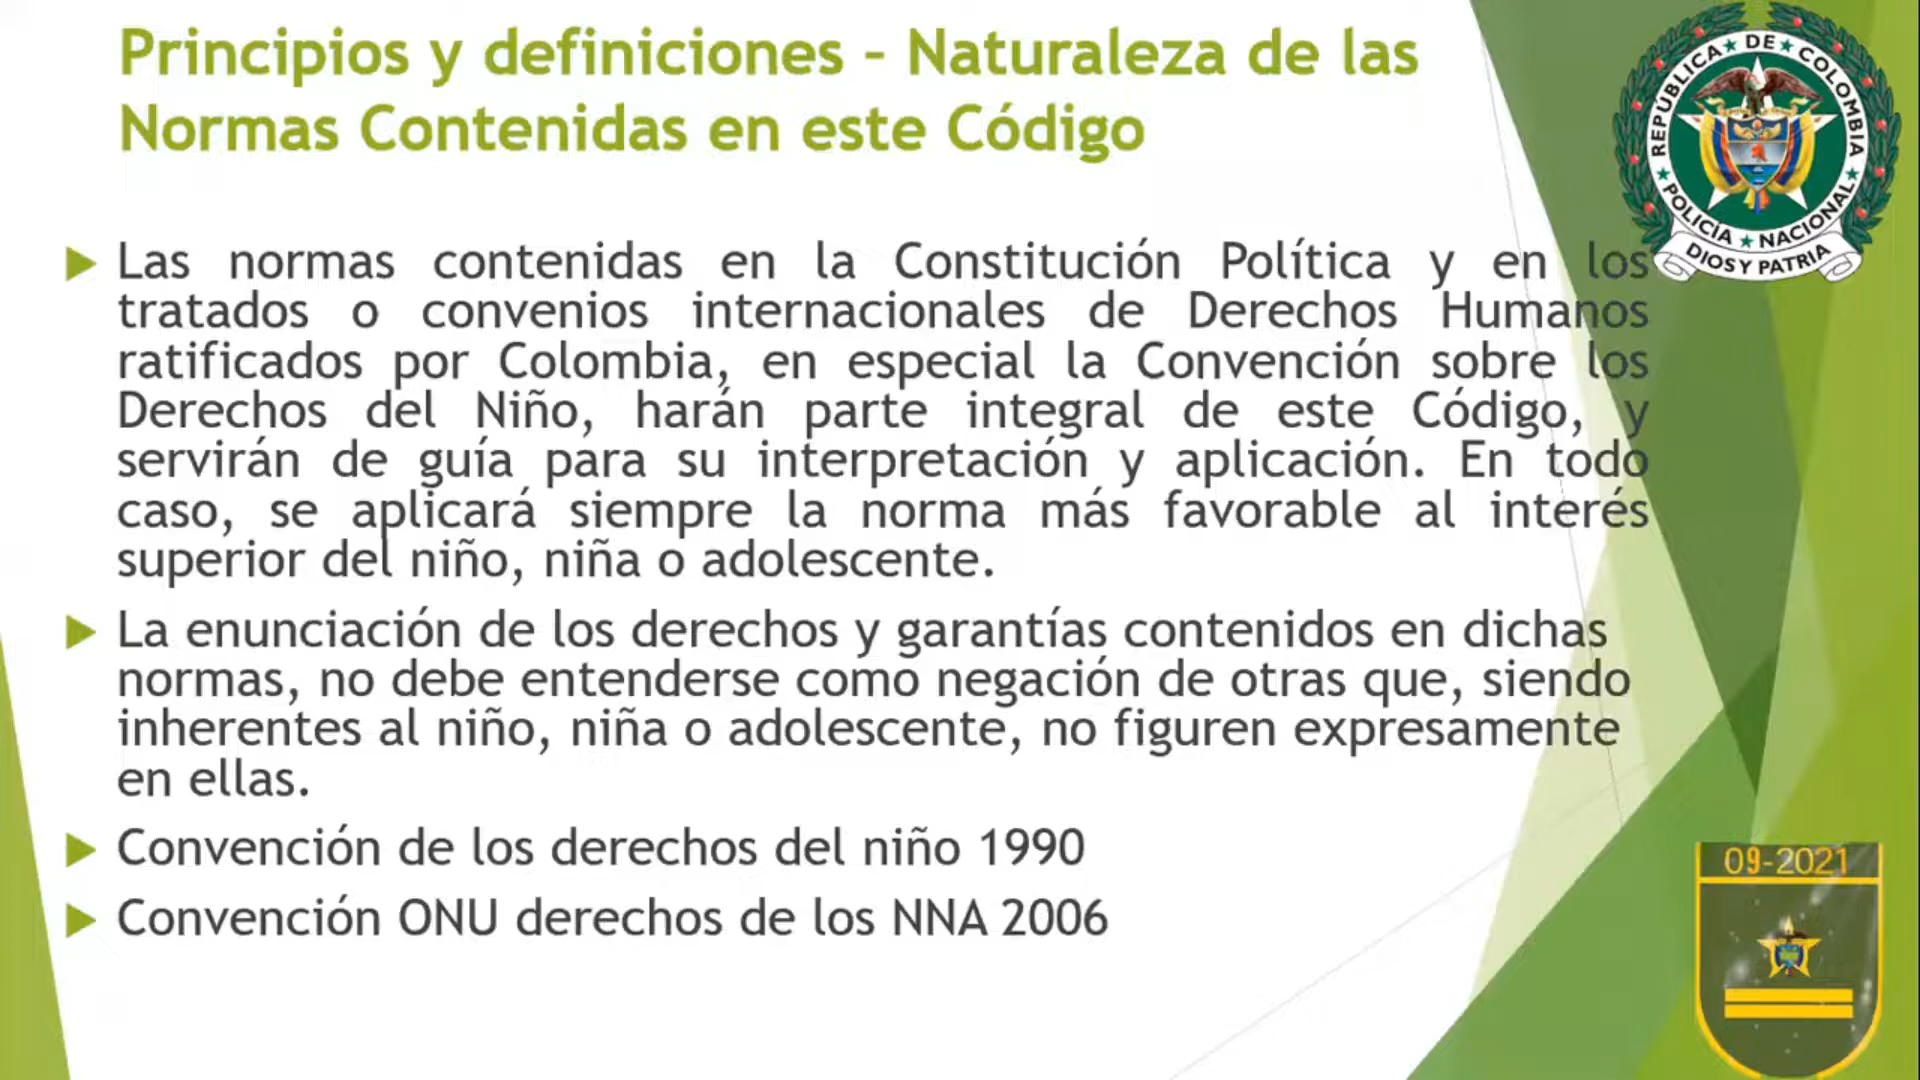 Principios y definiciones – Naturaleza de las
Normas Contenidas en este Código
REPÚBLICA DE COLOMBIA
POLICIA NACIONAL
DIOS Y PATRIA
Las normas contenidas en la Constitución Política y en los
tratados o convenios internacionales de Derechos Humanos
ratificados por Colombia, en especial la Convención sobre los
Derechos del Niño, harán parte integral de este Código, y
servirán de guía para su interpretación y aplicación. En todo
caso, se aplicará siempre la norma más favorable al interés
superior del niño, niña o adolescente.
La enunciación de los derechos y garantías contenidos en dichas
normas, no debe entenderse como negación de otras que, siendo
inherentes al niño, niña o adolescente, no figuren expresamente
en ellas.
Convención de los derechos del niño 1990
Convención ONU derechos de los NNA 2006
09-2021